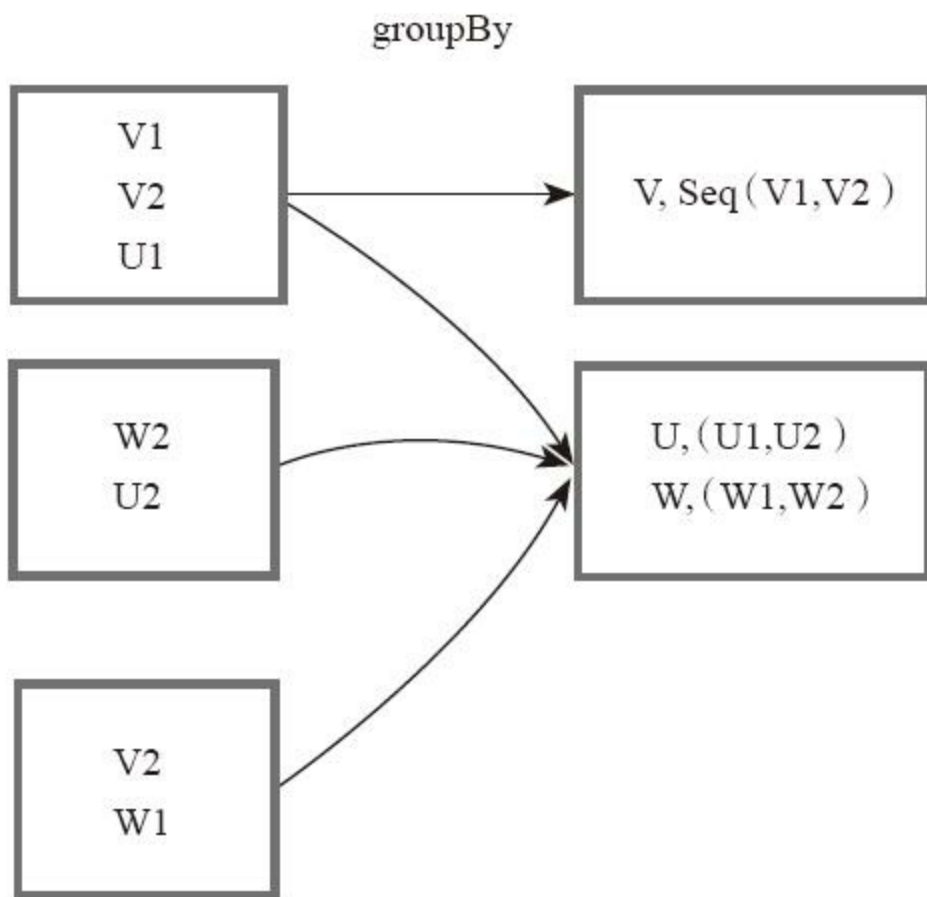 groupBy
V1
V2
U1
V, Seq（V1,V2）
W2
U2
U,（U1,U2）
W,（W1,W2）
V2
W1